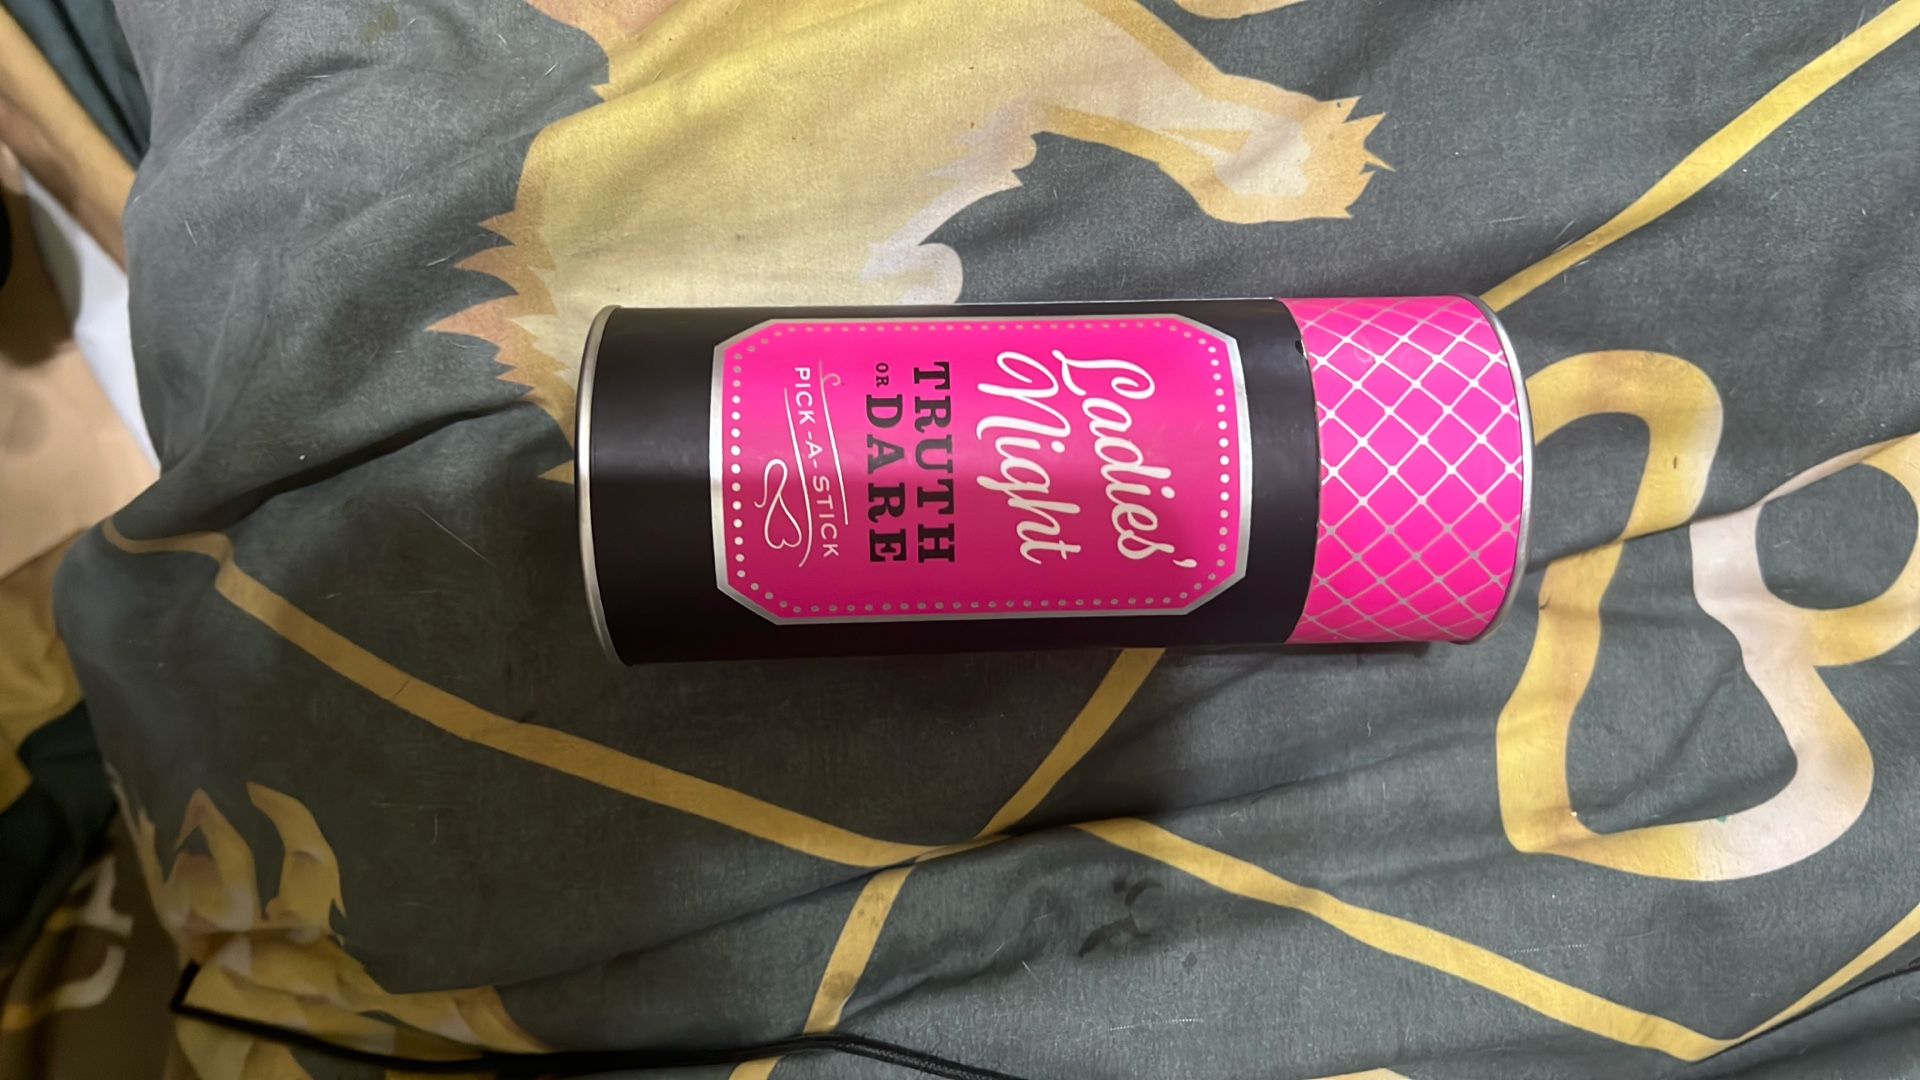 Ladies'
Night
TRUTH
OR DARE
PICK-A-STICK